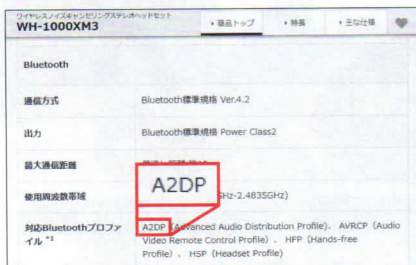 ワイヤレスノイズキャンセリングステレオヘッドセット
WH-1000XM3
商品トップ
特長
主な仕様
Bluetooth
通信方式
Bluetooth標準規格 Ver.4.2
出力
Bluetooth標準規格 Power Class2
最大通信距離
A2DP
使用周波数帯域
GHz-2.4835GHz)
対応Bluetoothプロファイル *1
A2DP (Advanced Audio Distribution Profile)、 AVRCP (Audio
Video Remote Control Profile) 、 HFP (Hands-free
Profile) 、 HSP (Headset Profile)